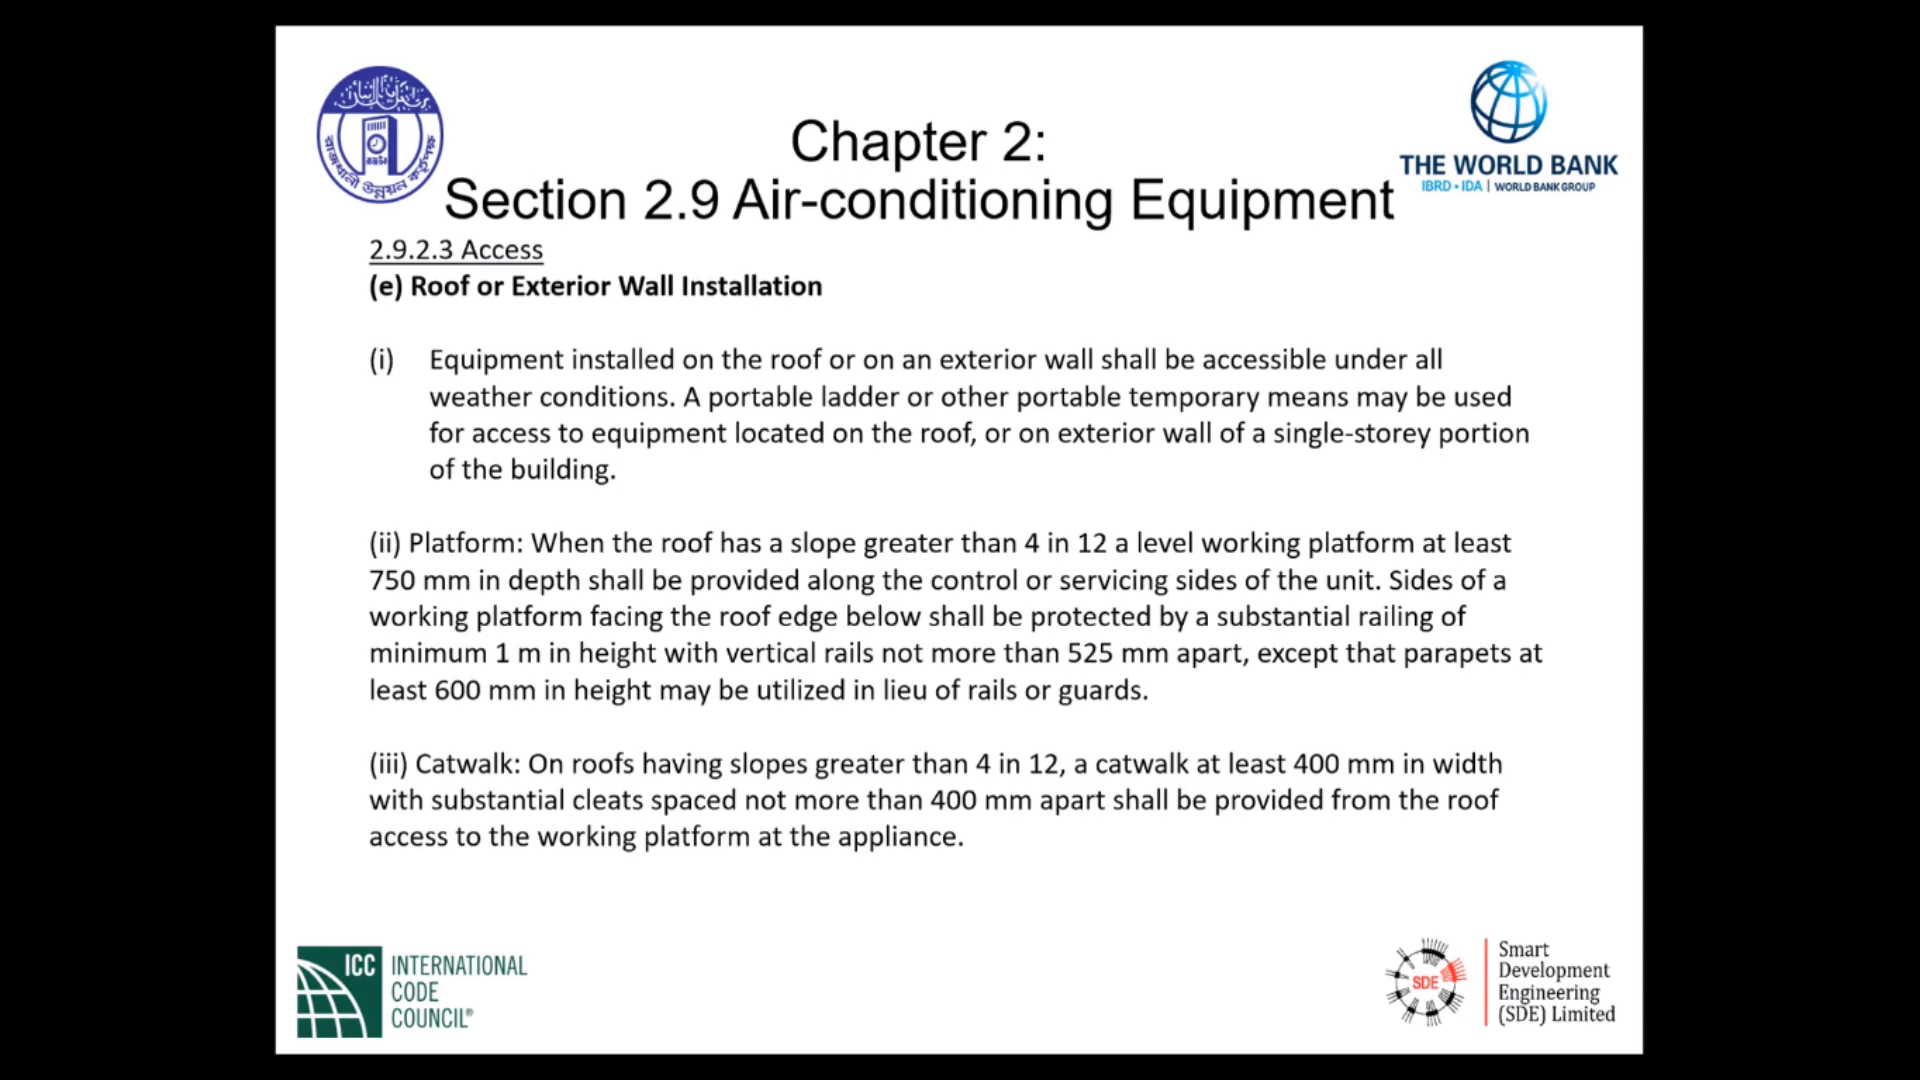 Chapter 2:
Section 2.9 Air-conditioning Equipment
রাজধানী উন্নয়ন কর্তৃপক্ষ
রাজউক
THE WORLD BANK
IBRD • IDA | WORLD BANK GROUP
2.9.2.3 Access
(e) Roof or Exterior Wall Installation
(i) Equipment installed on the roof or on an exterior wall shall be accessible under all
weather conditions. A portable ladder or other portable temporary means may be used
for access to equipment located on the roof, or on exterior wall of a single-storey portion
of the building.
(ii) Platform: When the roof has a slope greater than 4 in 12 a level working platform at least
750 mm in depth shall be provided along the control or servicing sides of the unit. Sides of a
working platform facing the roof edge below shall be protected by a substantial railing of
minimum 1 m in height with vertical rails not more than 525 mm apart, except that parapets at
least 600 mm in height may be utilized in lieu of rails or guards.
(iii) Catwalk: On roofs having slopes greater than 4 in 12, a catwalk at least 400 mm in width
with substantial cleats spaced not more than 400 mm apart shall be provided from the roof
access to the working platform at the appliance.
ICC INTERNATIONAL
CODE
COUNCIL®
SDE
Smart
Development
Engineering
(SDE) Limited